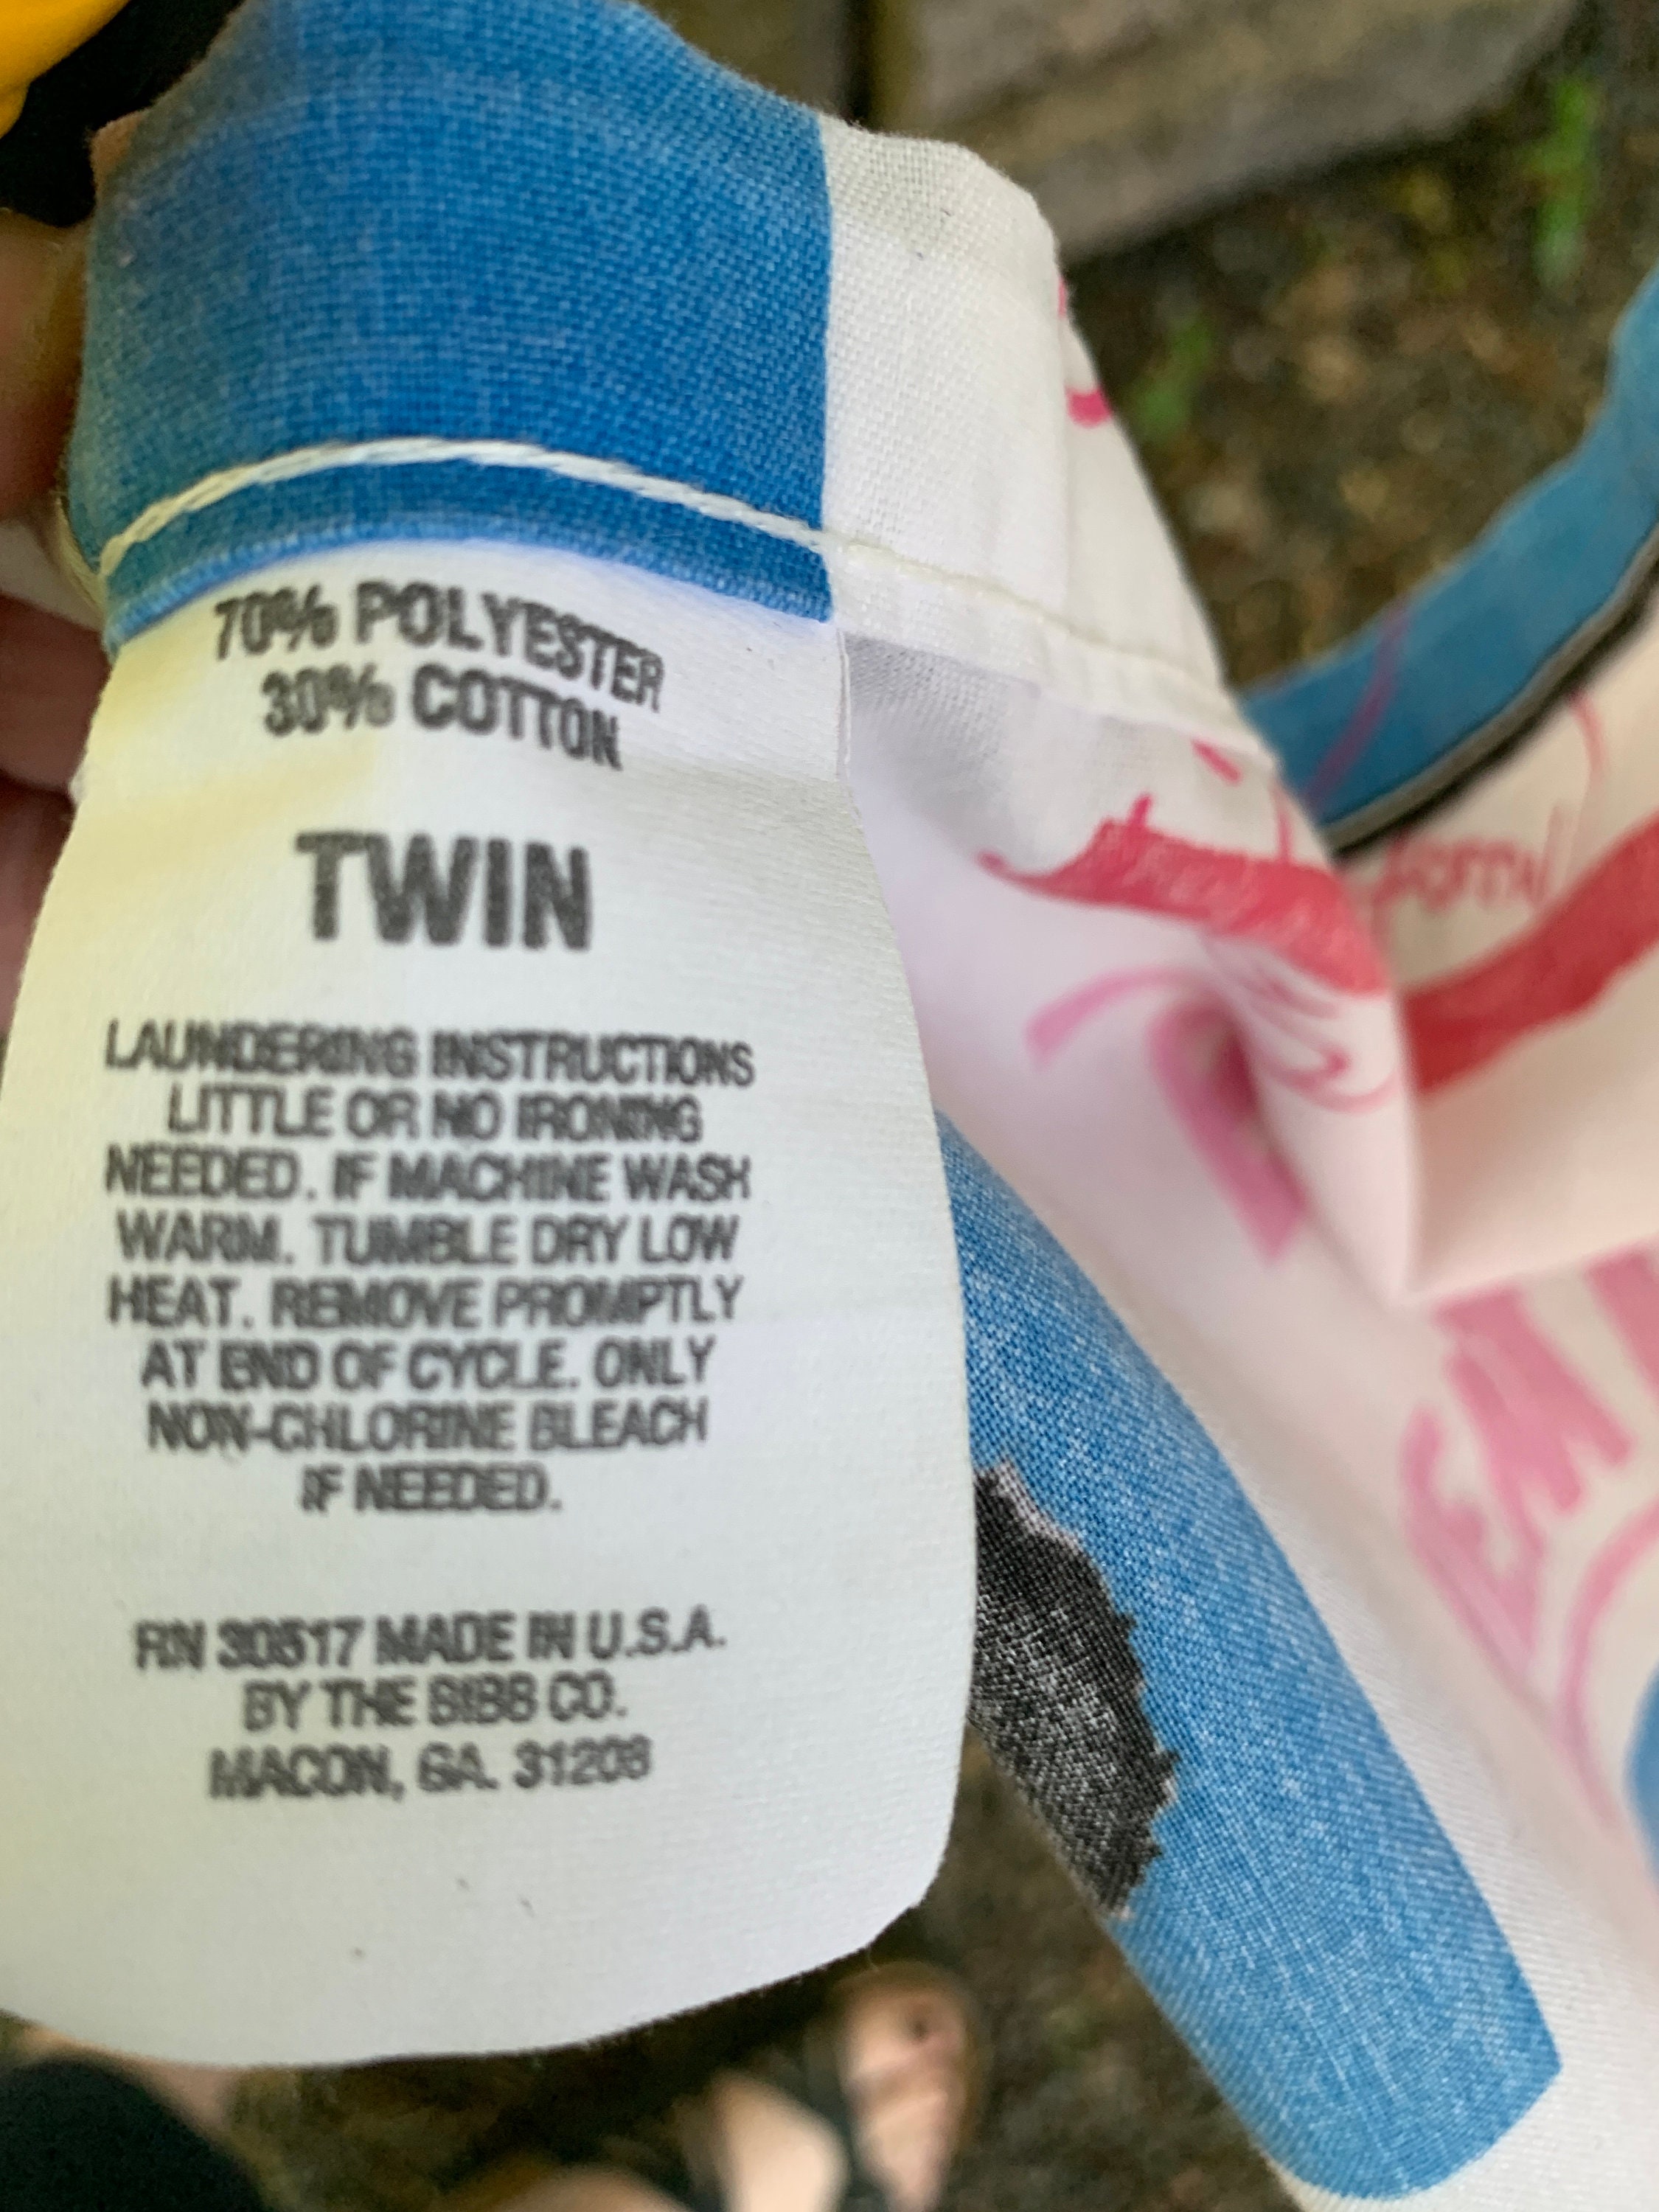 70% POLYESTER
30% COTTON
TWIN
LAUNDERING INSTRUCTIONS
LITTLE OR NO IRONING
NEEDED. IF MACHINE WASH
WARM. TUMBLE DRY LOW
HEAT. REMOVE PROMPTLY
AT END OF CYCLE. ONLY
NON-CHLORINE BLEACH
IF NEEDED.
RN 30517 MADE IN U.S.A.
BY THE BIBB CO.
MACON, GA. 31208